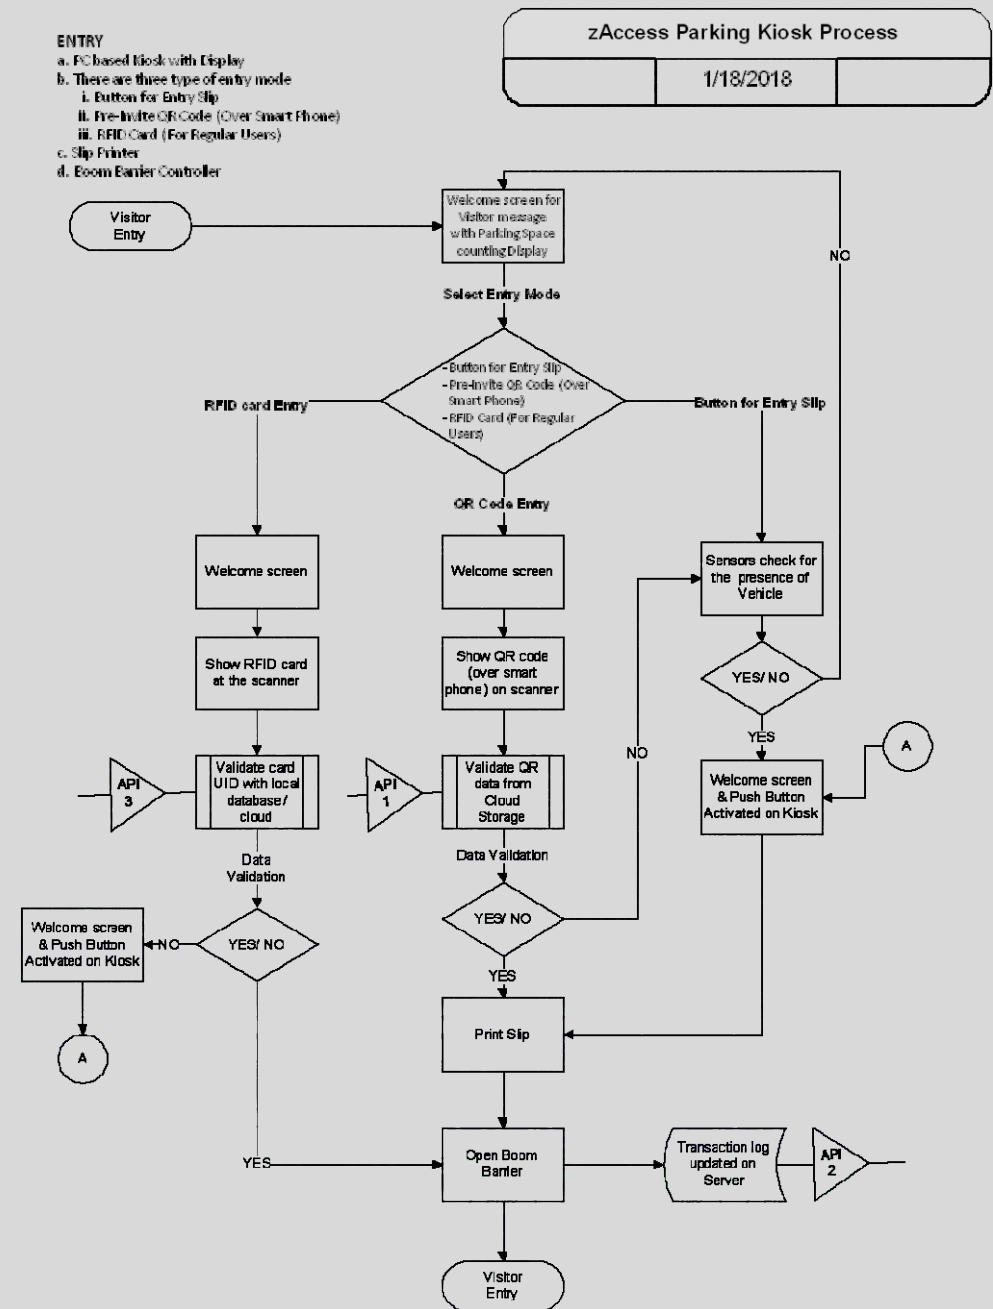 zAccess Parking Kiosk Process
1/18/2018
ENTRY
a. PC based Kiosk with Display
b. There are three type of entry mode
i. Button for Entry Slip
ii. Pre-Invite QR Code (Over Smart Phone)
iii. RFID Card (For Regular Users)
c. Slip Printer
d. Boom Barrier Controller
Visitor
Entry
Welcome screen for
Visitor message
with Parking Space
counting Display
NO
Select Entry Mode
- Button for Entry Slip
- Pre-Invite QR Code (Over
Smart Phone)
- RFID Card (For Regular
Users)
RFID card Entry
Button for Entry Slip
QR Code Entry
Welcome screen
Welcome screen
Sensors check for
the presence of
Vehicle
Show RFID card
at the scanner
Show QR code
(over smart
phone) on scanner
YES/ NO
YES
NO
A
API
3
Validate card
UID with local
database/
cloud
API
1
Validate QR
data from
Cloud
Storage
Welcome screen
& Push Button
Activated on Kiosk
Data
Validation
Data Validation
Welcome screen
& Push Button
Activated on Kiosk
NO
YES/ NO
YES/ NO
YES
A
Print Slip
YES
Open Boom
Barrier
Transaction log
updated on
Server
API
2
Visitor
Entry